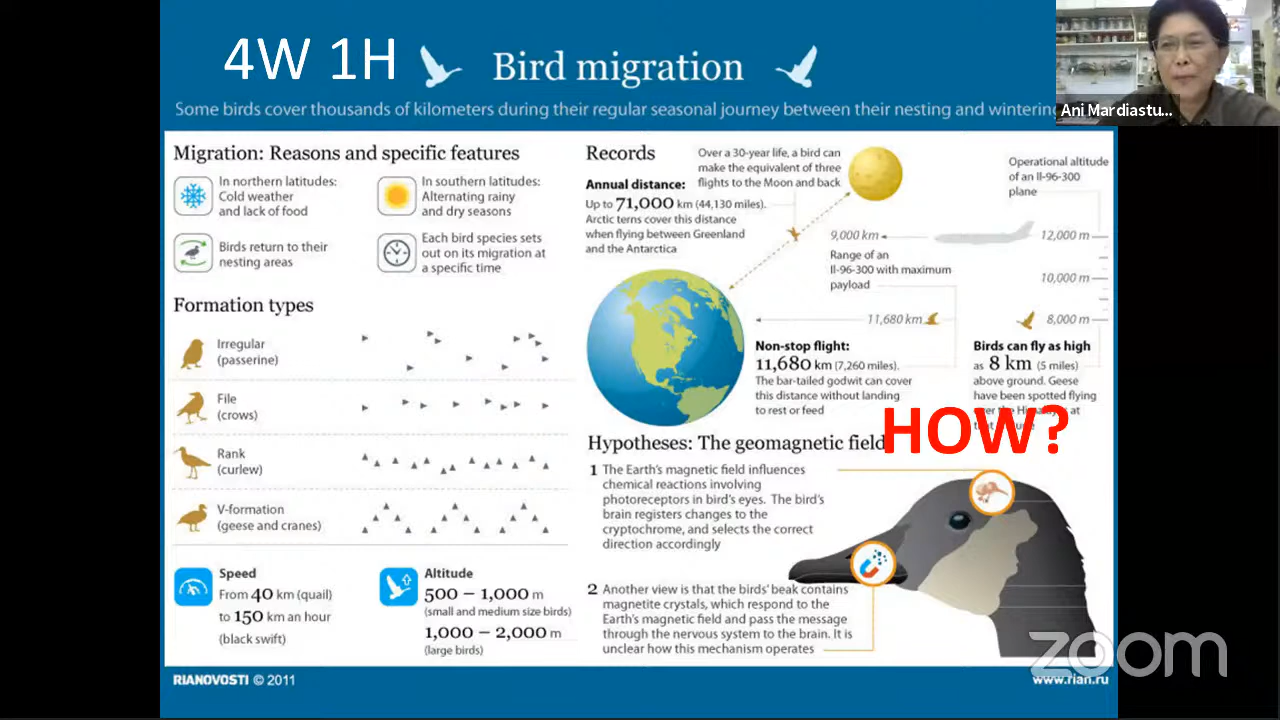 4W 1H
Bird migration
Some birds cover thousands of kilometers during their regular seasonal journey between their nesting and wintering
Ani Mardiastu...
Migration: Reasons and specific features
In northern latitudes:
Cold weather
and lack of food
In southern latitudes:
Alternating rainy
and dry seasons
Birds return to their
nesting areas
Each bird species sets
out on its migration at
a specific time
Formation types
Irregular
(passerine)
File
(crows)
Rank
(curlew)
V-formation
(geese and cranes)
Speed
From 40 km (quail)
to 150 km an hour
(black swift)
Altitude
500 – 1,000 m
(small and medium size birds)
1,000 – 2,000 m
(large birds)
Records
Over a 30-year life, a bird can
make the equivalent of three
flights to the Moon and back
Annual distance:
Up to 71,000 km (44,130 miles).
Arctic terns cover this distance
when flying between Greenland
and the Antarctica
Operational altitude
of an Il-96-300
plane
9,000 km
12,000 m
Range of an
Il-96-300 with maximum
payload
10,000 m
11,680 km
8,000 m
Non-stop flight:
11,680 km (7,260 miles).
The bar-tailed godwit can cover
this distance without landing
to rest or feed
Birds can fly as high
as 8 km (5 miles)
above ground. Geese
have been spotted flying
HOW?
Hypotheses: The geomagnetic field
1 The Earth's magnetic field influences
chemical reactions involving
photoreceptors in bird's eyes. The bird's
brain registers changes to the
cryptochrome, and selects the correct
direction accordingly
2 Another view is that the birds' beak contains
magnetite crystals, which respond to the
Earth's magnetic field and pass the message
through the nervous system to the brain. It is
unclear how this mechanism operates
zoom
RIANOVOSTI © 2011
www.rian.ru